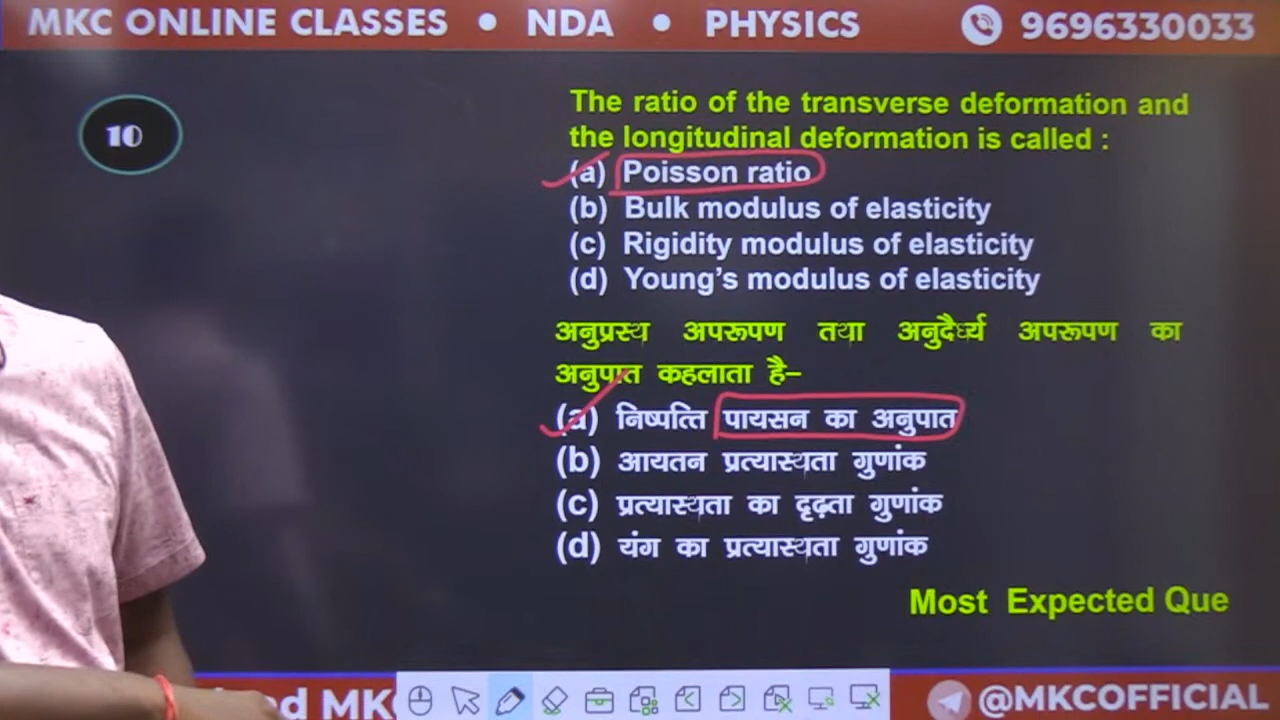 MKC ONLINE CLASSES • NDA • PHYSICS 9696330033
10
The ratio of the transverse deformation and
the longitudinal deformation is called :
(a) Poisson ratio
(b) Bulk modulus of elasticity
(c) Rigidity modulus of elasticity
(d) Young's modulus of elasticity
अनुप्रस्थ अपरूपण तथा अनुदैर्ध्य अपरूपण का
अनुपात कहलाता है–
(a) निष्पत्ति पायसन का अनुपात
(b) आयतन प्रत्यास्थता गुणांक
(c) प्रत्यास्थता का दृढ़ता गुणांक
(d) यंग का प्रत्यास्थता गुणांक
Most Expected Que
MK @MKCOFFICIAL